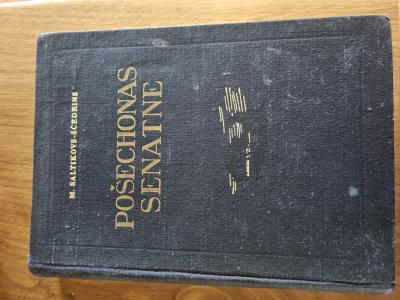 M. SALTIKOVS-ŠČEDRINS
POŠECHONAS
SENATNE